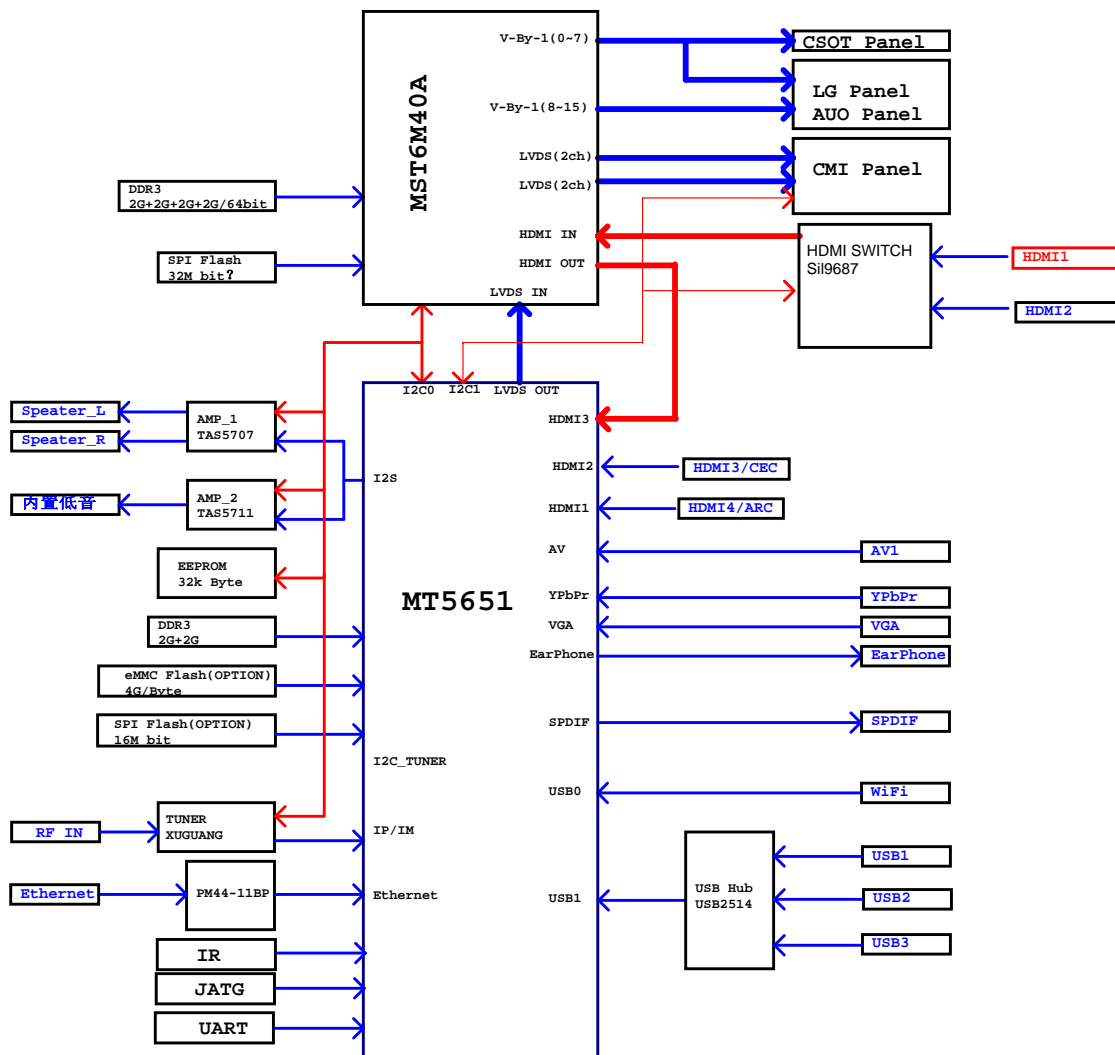 V-By-1(0~7)
CSOT Panel
LG Panel
AUO Panel
V-By-1(8~15)
MST6M40A
LVDS(2ch)
LVDS(2ch)
CMI Panel
DDR3
2G+2G+2G+2G/64bit
HDMI IN
HDMI OUT
HDMI SWITCH
Sil9687
HDMI1
HDMI2
SPI Flash
32M bit?
LVDS IN
I2C0
I2C1
LVDS OUT
Speater_L
Speater_R
AMP_1
TAS5707
HDMI3
HDMI2
HDMI3/CEC
I2S
内置低音
AMP_2
TAS5711
HDMI1
HDMI4/ARC
AV
AV1
EEPROM
32k Byte
MT5651
YPbPr
YPbPr
VGA
VGA
DDR3
2G+2G
EarPhone
EarPhone
eMMC Flash(OPTION)
4G/Byte
SPI Flash(OPTION)
16M bit
SPDIF
SPDIF
I2C_TUNER
USB0
WiFi
RF IN
TUNER
XUGUANG
IP/IM
USB1
Ethernet
PM44-11BP
Ethernet
USB1
USB Hub
USB2514
USB2
USB3
IR
JATG
UART